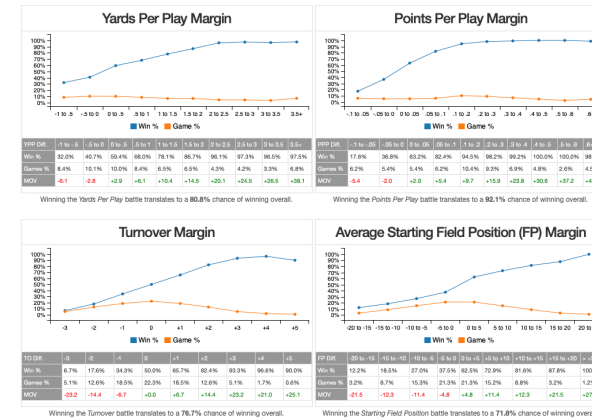 Yards Per Play Margin
100%
90%
80%
70%
60%
50%
40%
30%
20%
10%
0%
-1 to -.5 -.5 to 0 0 to .5 .5 to 1 1 to 1.5 1.5 to 2 2 to 2.5 2.5 to 3 3 to 3.5 3.5+
Win % Game %
YPP Diff. -1 to -.5 -.5 to 0 0 to .5 .5 to 1 1 to 1.5 1.5 to 2 2 to 2.5 2.5 to 3 3 to 3.5 3.5+
Win % 32.0% 40.7% 59.4% 68.0% 78.1% 86.7% 96.1% 97.3% 96.5% 97.5%
Games % 8.4% 10.1% 10.0% 8.4% 6.5% 6.5% 4.3% 4.3% 3.3% 6.8%
MOV -6.1 -2.8 +2.9 +6.1 +10.4 +14.5 +20.1 +24.5 +26.5 +38.1
Winning the Yards Per Play battle translates to a 80.8% chance of winning overall.
Points Per Play Margin
100%
90%
80%
70%
60%
50%
40%
30%
20%
10%
0%
-.1 to .05 -.05 to 0 0 to .05 .05 to .1 .1 to .2 .2 to .3 .3 to .4 .4 to .5 .5 to .6
Win % Game %
PPP Diff. -.1 to -.05 -.05 to 0 0 to .05 .05 to .1 .1 to .2 .2 to .3 .3 to .4 .4 to .5 .5 to .6
Win % 17.6% 36.8% 63.2% 82.4% 94.5% 98.2% 99.2% 100.0% 100.0%
Games % 5.4% 5.4% 6.2% 10.4% 9.3% 6.9% 4.8% 2.6%
MOV -5.4 -2.0 +2.0 +5.4 +9.7 +15.9 +23.8 +30.6 +37.2
Winning the Points Per Play battle translates to a 92.1% chance of winning overall.
Turnover Margin
100%
90%
80%
70%
60%
50%
40%
30%
20%
10%
0%
-3 -2 -1 0 +1 +2 +3 +4 +5
Win % Game %
TO Diff. -3 -2 -1 0 +1 +2 +3 +4 +5
Win % 6.7% 17.6% 34.3% 50.0% 65.7% 82.4% 93.3% 96.6% 90.0%
Games % 5.1% 12.6% 18.5% 22.3% 18.5% 12.6% 5.1% 1.7% 0.6%
MOV -23.2 -14.4 -6.7 +0.0 +6.7 +14.4 +23.2 +21.0 +25.1
Winning the Turnover battle translates to a 76.7% chance of winning overall.
Average Starting Field Position (FP) Margin
100%
90%
80%
70%
60%
50%
40%
30%
20%
10%
0%
-20 to -15 -15 to -10 -10 to -5 -5 to 0 0 to 5 5 to 10 10 to 15 15 to 20 20 to
Win % Game %
FP Diff. -20 to -15 -15 to -10 -10 to -5 -5 to 0 0 to +5 +5 to +10 +10 to +15 +15 to +20
Win % 12.2% 18.5% 27.0% 37.5% 62.5% 72.9% 81.6% 87.8%
Games % 3.2% 8.7% 15.3% 21.3% 21.3% 15.2% 8.8% 3.2%
MOV -21.5 -12.3 -11.4 -4.8 +4.8 +11.4 +14.3 +21.5
Winning the Starting Field Position battle translates to a 71.8% chance of winning